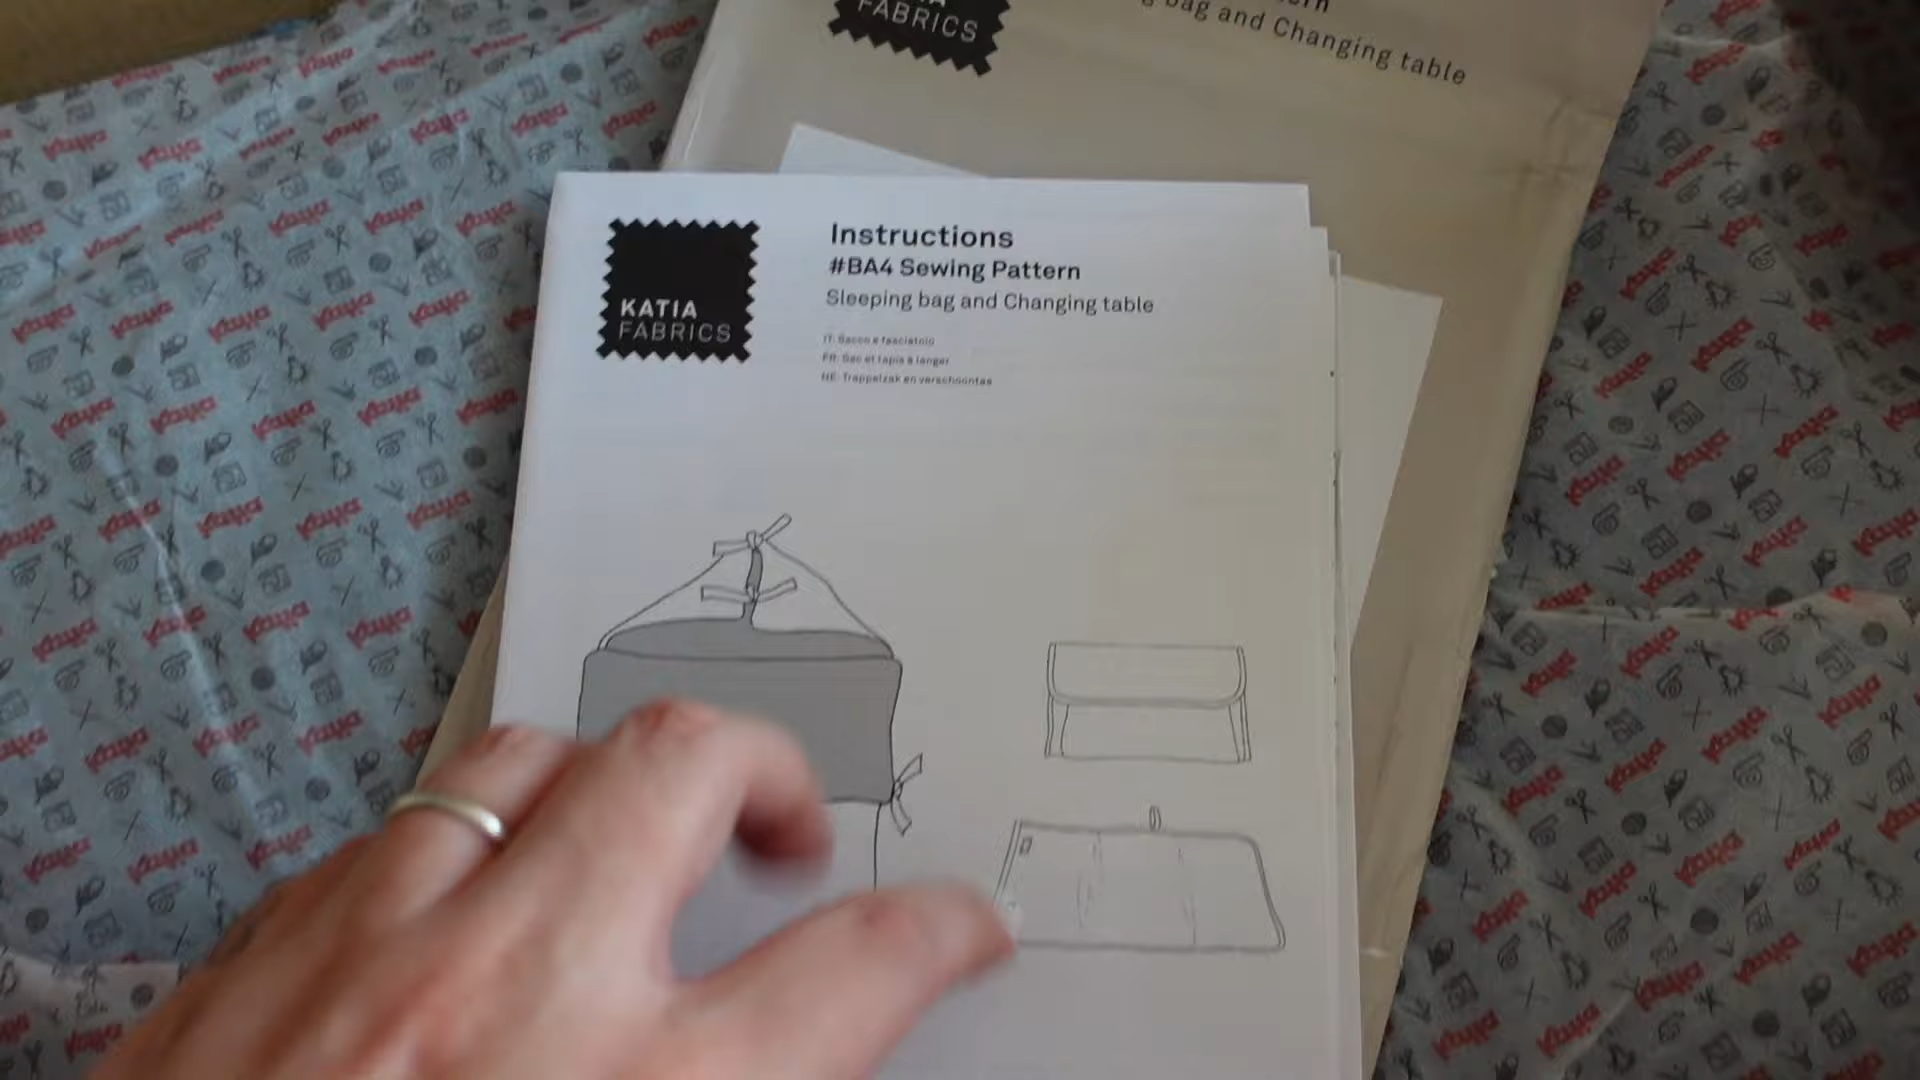 FABRICS
bag and Changing table
Instructions
#BA4 Sewing Pattern
Sleeping bag and Changing table
KATIA
FABRICS
IT: Sacco e fasciatoio
FR: Sac et tapis à langer
NE: Trappelzak en verschoontas